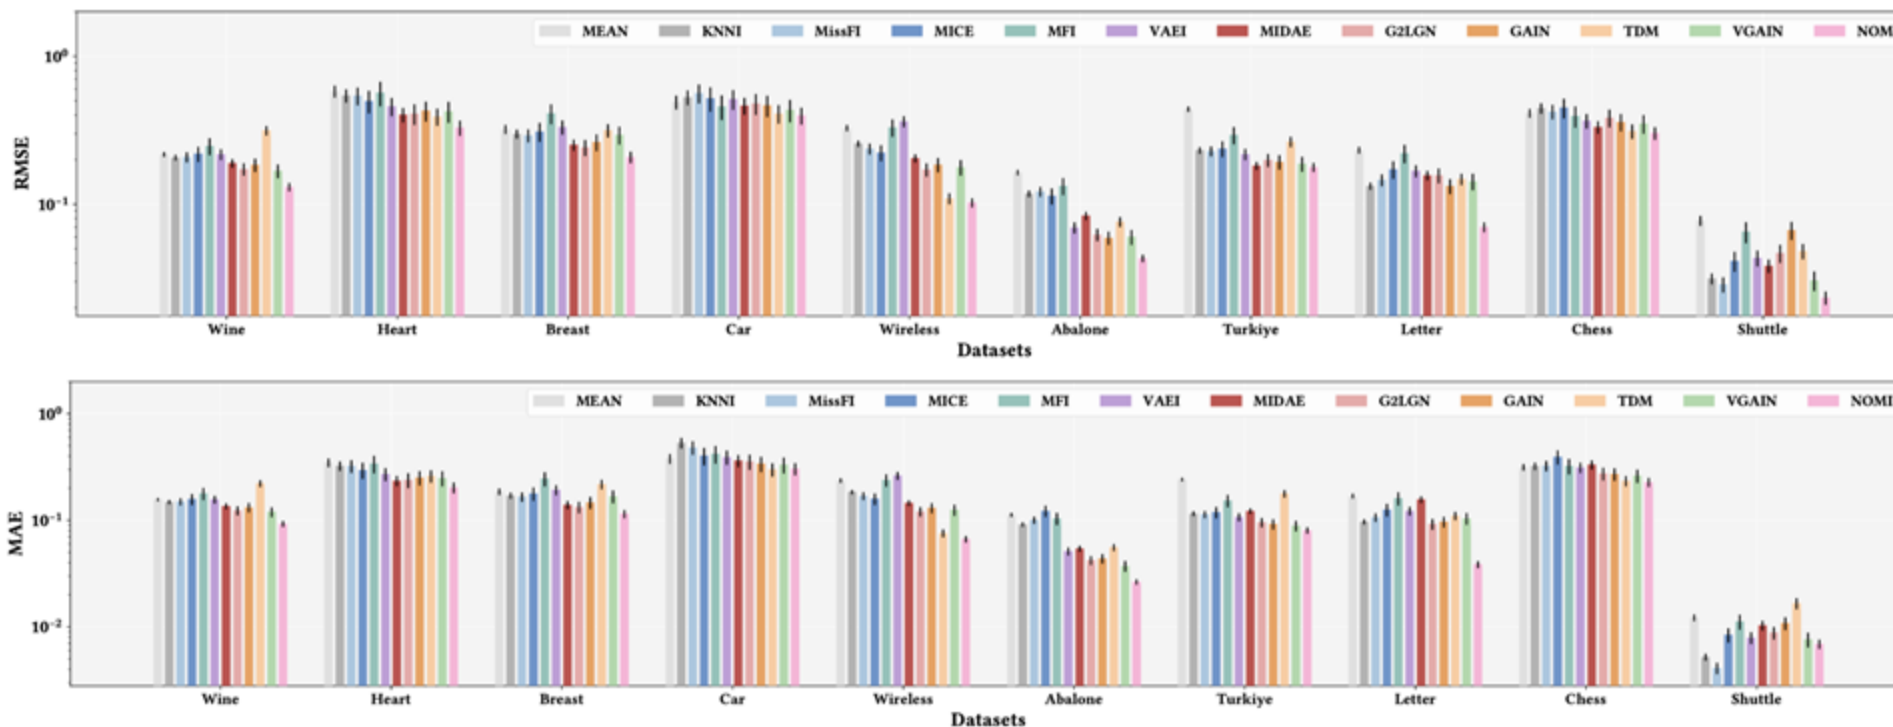 MEAN KNNI MissFI MICE MFI VAEI MIDAE G2LGN GAIN TDM VGAIN NOM
10⁰
RMSE
10⁻¹
Wine Heart Breast Car Wireless Abalone Turkiye Letter Chess Shuttle
Datasets
MEAN KNNI MissFI MICE MFI VAEI MIDAE G2LGN GAIN TDM VGAIN NOMI
10⁰
MAE
10⁻¹
10⁻²
Wine Heart Breast Car Wireless Abalone Turkiye Letter Chess Shuttle
Datasets